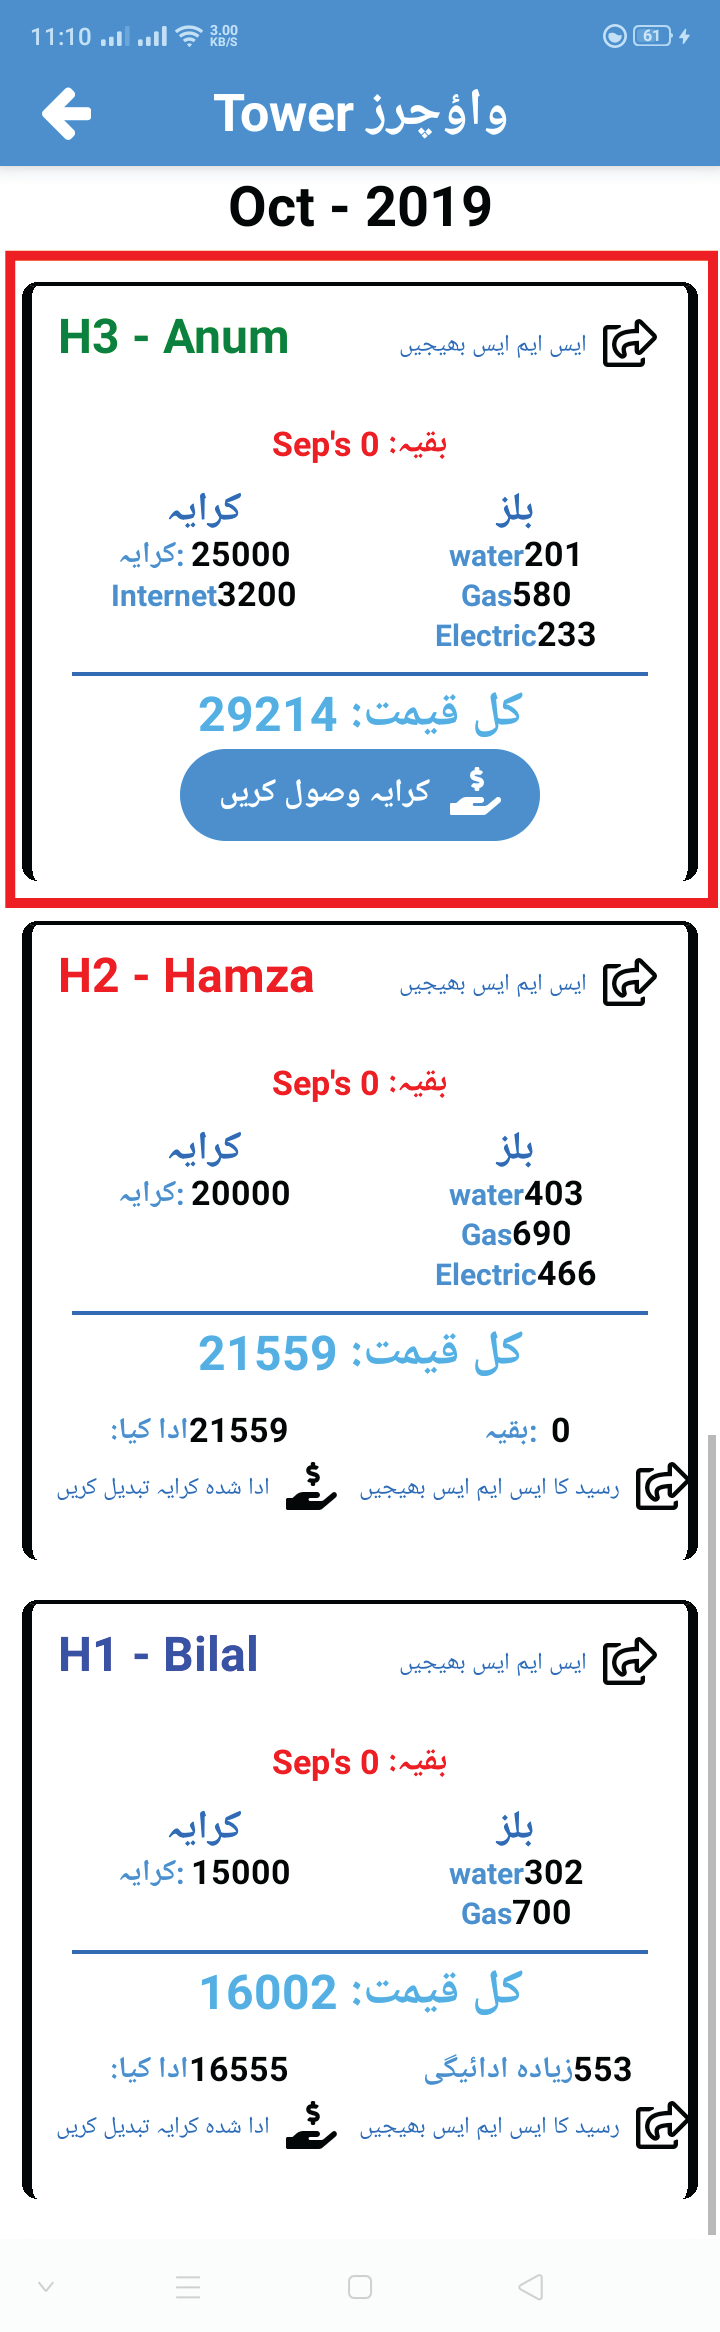 11:10 3.00 KB/S 61
Tower واؤچرز
Oct - 2019
H3 - Anum ایس ایم ایس بھیجیں
Sep's 0 :بقیہ
کرایہ بلز
کرایہ: 25000 water201
Internet3200 Gas580
Electric233
کل قیمت: 29214
کرایہ وصول کریں
H2 - Hamza ایس ایم ایس بھیجیں
Sep's 0 :بقیہ
کرایہ بلز
کرایہ: 20000 water403
Gas690
Electric466
کل قیمت: 21559
ادا کیا: 21559 بقیہ: 0
ادا شدہ کرایہ تبدیل کریں رسید کا ایس ایم ایس بھیجیں
H1 - Bilal ایس ایم ایس بھیجیں
Sep's 0 :بقیہ
کرایہ بلز
کرایہ: 15000 water302
Gas700
کل قیمت: 16002
ادا کیا: 16555 زیادہ ادائیگی553
ادا شدہ کرایہ تبدیل کریں رسید کا ایس ایم ایس بھیجیں